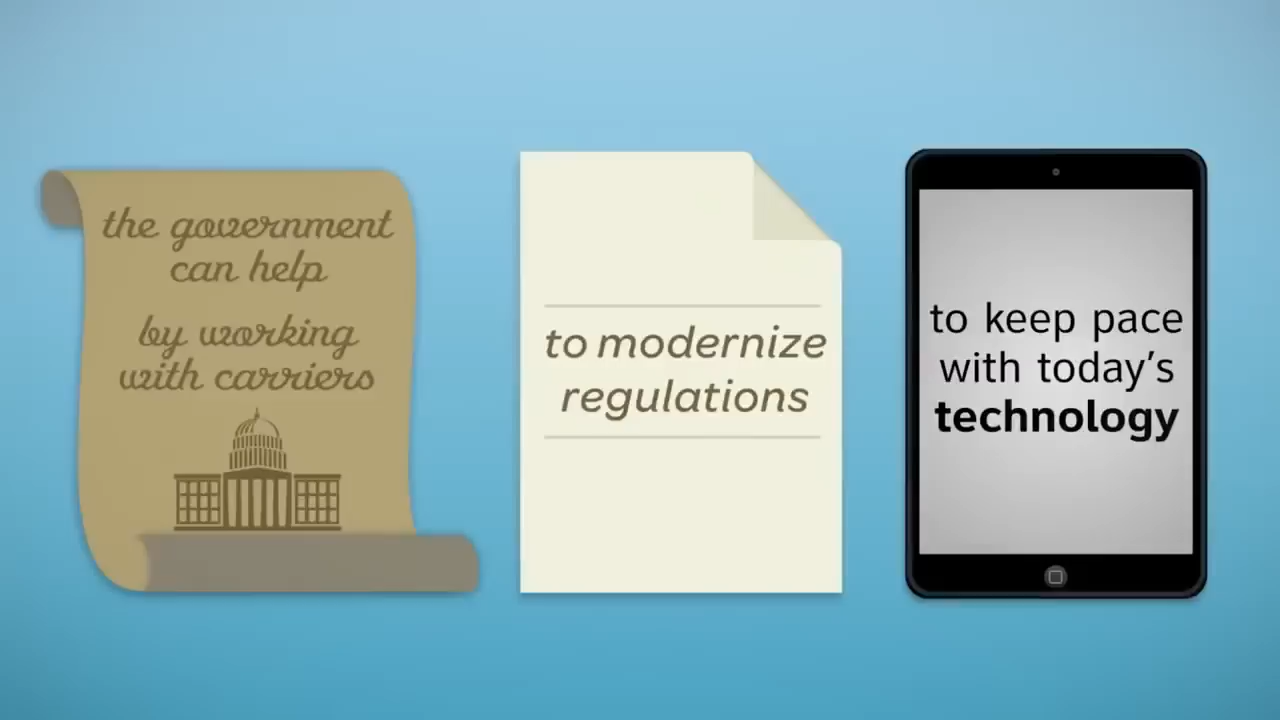 the government
can help
by working
with carriers
to modernize
regulations
to keep pace
with today's
technology